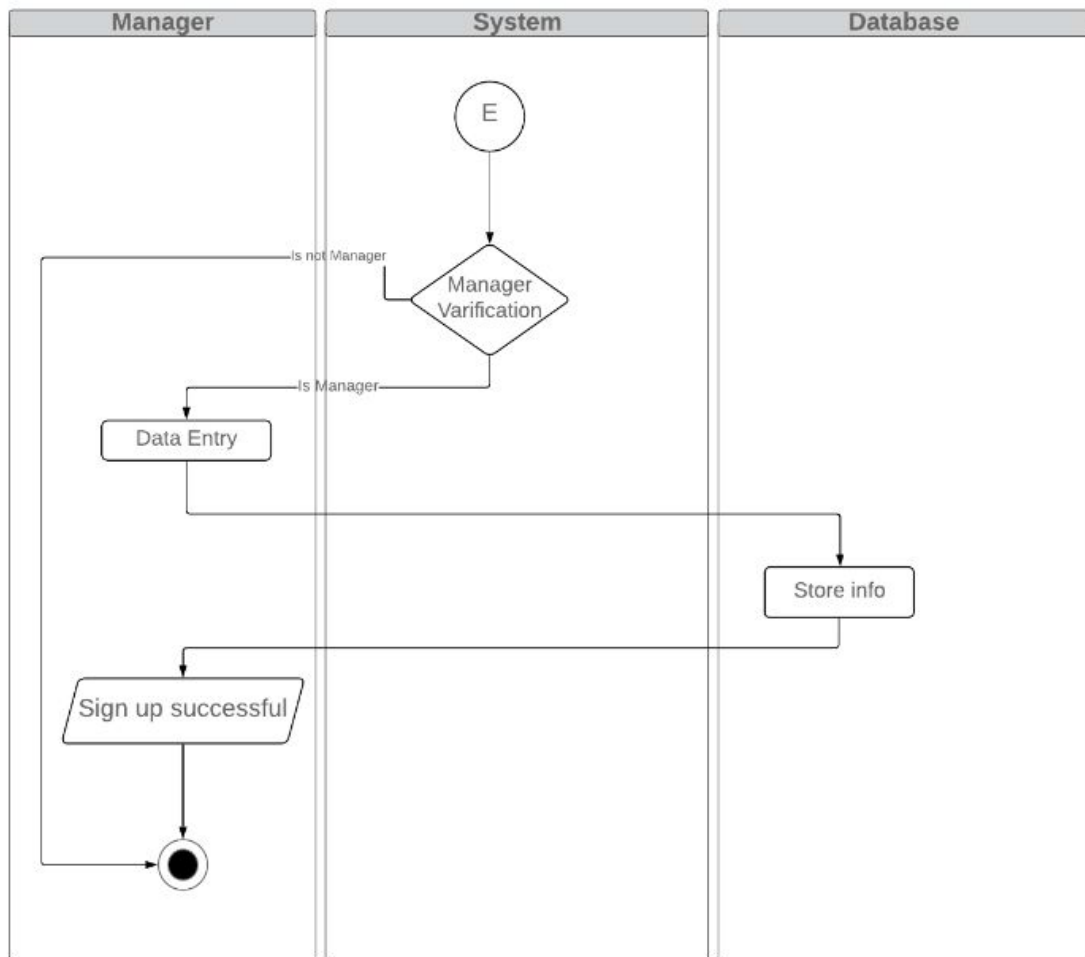 Manager
System
Database
E
Is not Manager
Manager
Varification
Is Manager
Data Entry
Store info
Sign up successful